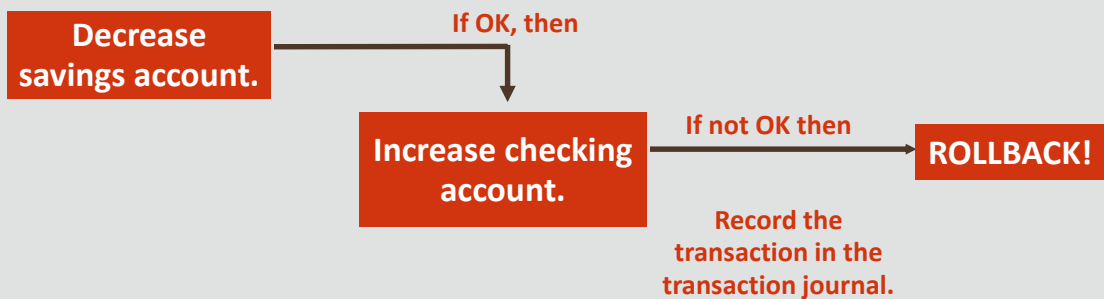 Decrease
savings account.
If OK, then
Increase checking
account.
If not OK then
ROLLBACK!
Record the
transaction in the
transaction journal.